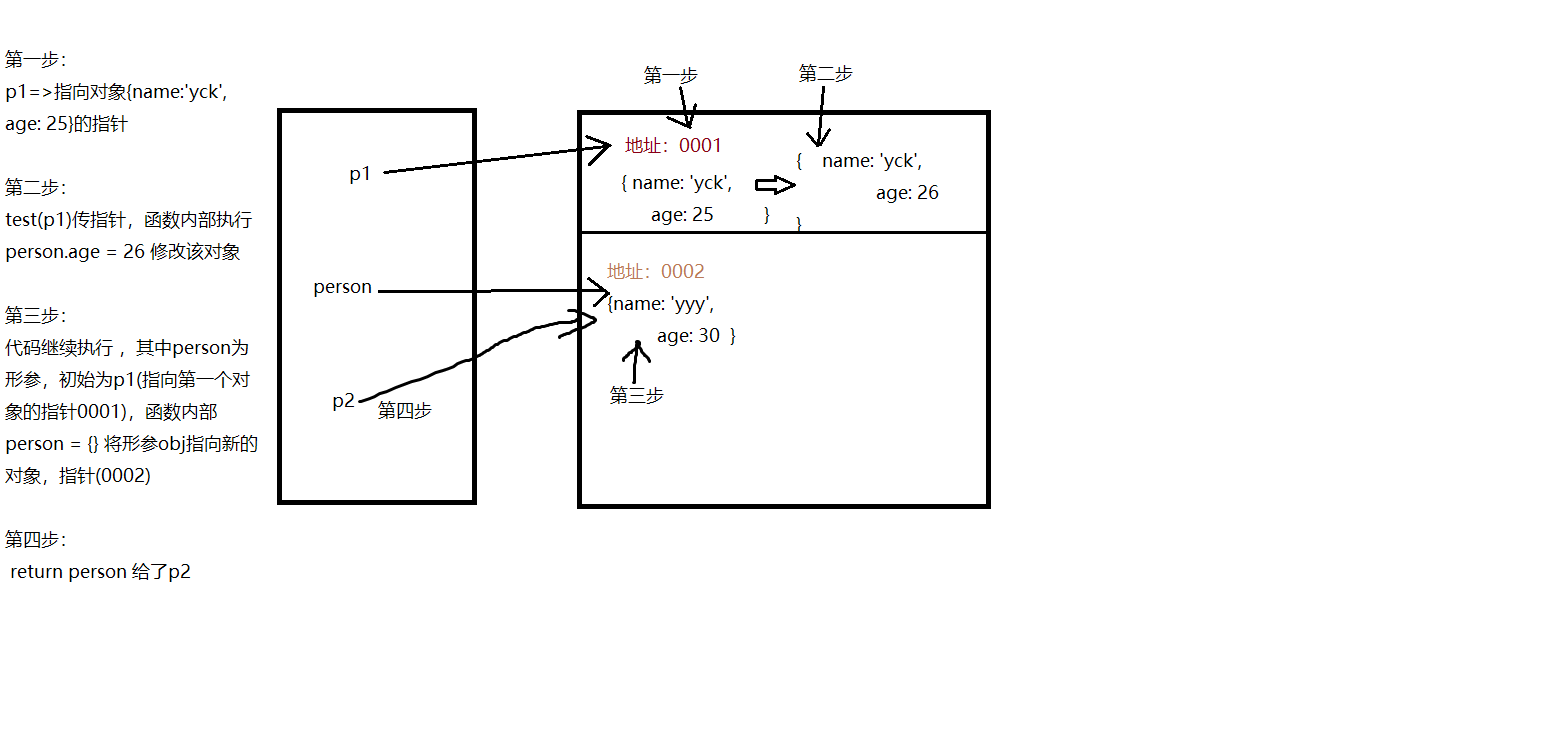 第一步：
p1=>指向对象{name:'yck',
age: 25}的指针
第二步：
test(p1)传指针，函数内部执行
person.age = 26 修改该对象
第三步：
代码继续执行 ，其中person为
形参，初始为p1(指向第一个对
象的指针0001)，函数内部
person = {} 将形参obj指向新的
对象，指针(0002)
第四步：
return person 给了p2
p1
person
p2
第四步
第一步
第二步
地址：0001
{ name: 'yck',
age: 25 }
{ name: 'yck',
age: 26
}
地址：0002
{name: 'yyy',
age: 30 }
第三步